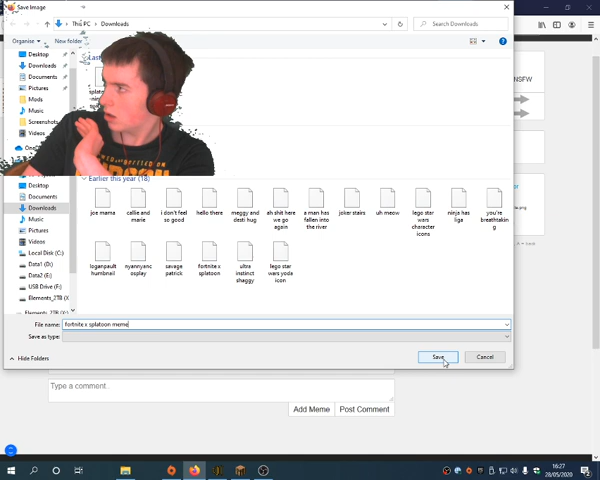 Save Image
This PC > Downloads
Search Downloads
Organise
New folder
Desktop
Downloads
Documents
Pictures
Mods
Music
Screenshots
Videos
Desktop
Documents
Downloads
Music
Pictures
Videos
Local Disk (C:)
Data1 (D:)
Data2 (E:)
USB Drive (F:)
Elements_2TB (X
Earlier this year (18)
joe mama
callie and marie
i don't feel so good
hello there
meggy and desti hug
ah shit here we go again
a man has fallen into the river
joker stairs
uh meow
lego star wars character icons
ninja has liga
you're breathtaking
loganpault humbnail
nyannyanc osplay
savage patrick
fortnite x splatoon
ultra instinct shaggy
lego star wars yoda icon
File name: fortnite x splatoon meme
Save as type:
Hide Folders
Save
Cancel
NSFW
Type a comment..
Add Meme
Post Comment
16:27
28/05/2020